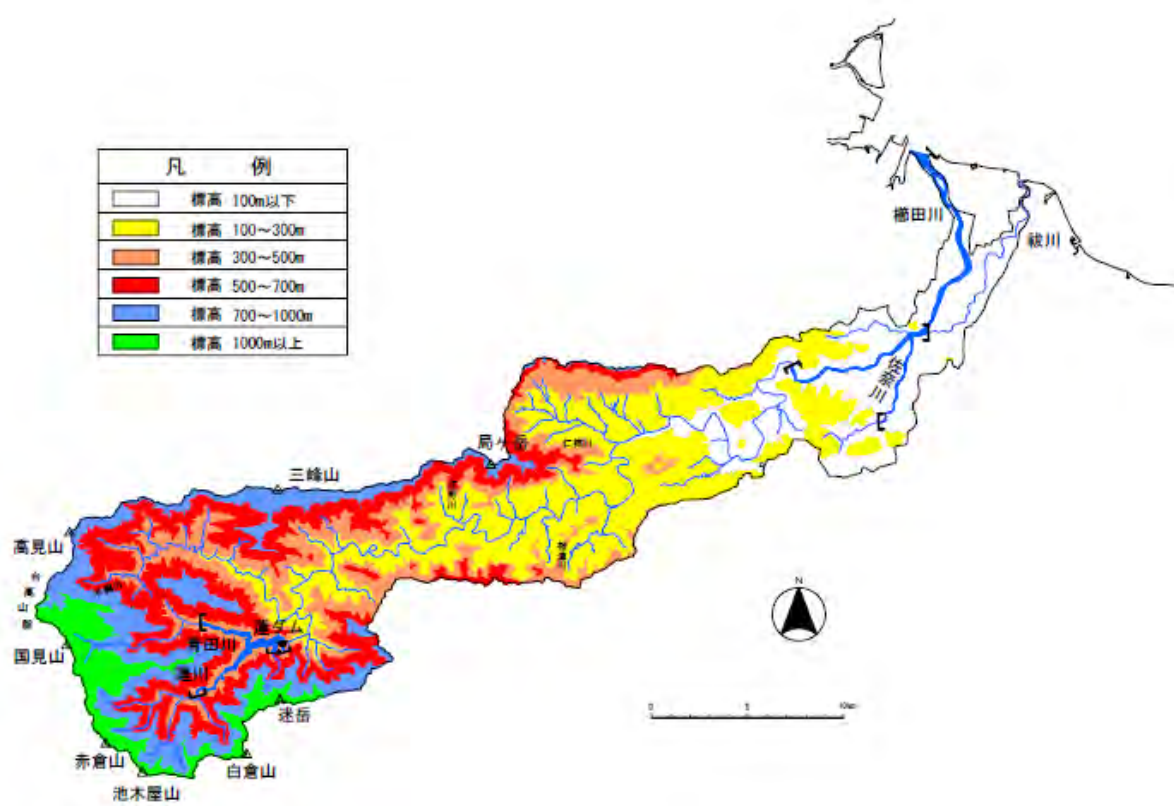 凡 例
標高 100m以下
標高 100～300m
標高 300～500m
標高 500～700m
標高 700～1000m
標高 1000m以上
櫛田川
祓川
佐奈川
局ヶ岳
三峰山
高見山
台高山脈
国見山
青田川
蓮ダム
蓮川
迷岳
赤倉山
白倉山
池木屋山
N
0
5
10km